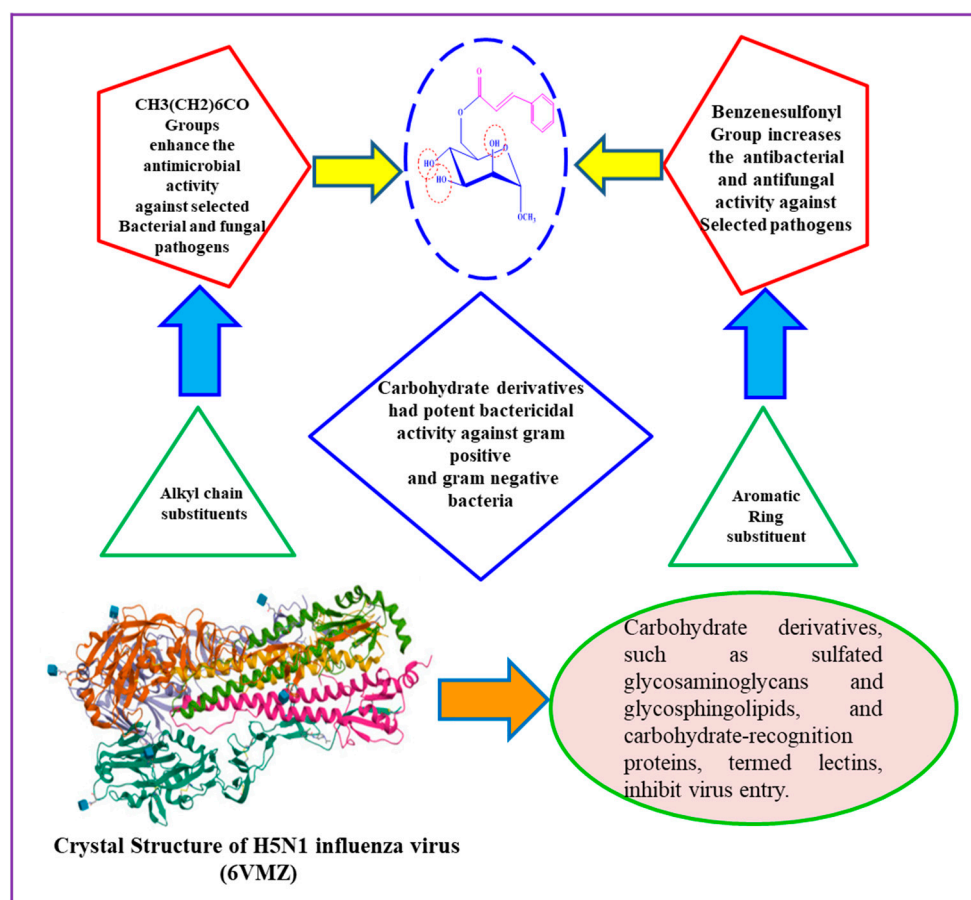 CH3(CH2)6CO
Groups
enhance the
antimicrobial
activity
against selected
Bacterial and fungal
pathogens
O
O
OH
O
HO
HO
OCH3
Benzenesulfonyl
Group increases
the antibacterial
and antifungal
activity against
Selected pathogens
Carbohydrate derivatives
had potent bactericidal
activity against gram
positive
and gram negative
bacteria
Alkyl chain
substituents
Aromatic
Ring
substituent
Carbohydrate derivatives,
such as sulfated
glycosaminoglycans and
glycosphingolipids, and
carbohydrate-recognition
proteins, termed lectins,
inhibit virus entry.
Crystal Structure of H5N1 influenza virus
(6VMZ)